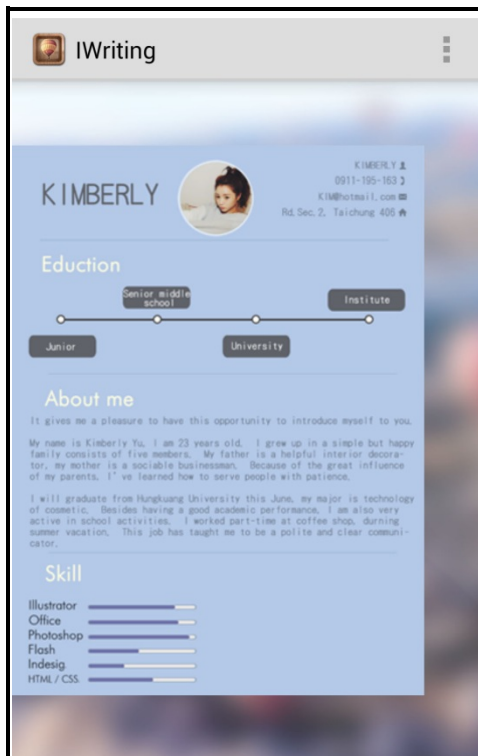 IWriting
KIMBERLY
KIMBERLY
0911-195-163
KIM@hotmail.com
Rd.Sec.2, Taichung 406
Eduction
Senior middle
school
Institute
Junior
University
About me
It gives me a pleasure to have this opportunity to introduce myself to you.
My name is Kimberly Yu, I am 23 years old. I grew up in a simple but happy
family consists of five members. My father is a helpful interior decora-
tor, my mother is a sociable businessman. Because of the great influence
of my parents, I've learned how to serve people with patience.
I will graduate from Hungkuang University this June, my major is technology
of cosmetic. Besides having a good academic performance, I am also very
active in school activities. I worked part-time at coffee shop, durning
summer vacation. This job has taught me to be a polite and clear communi-
cator.
Skill
Illustrator
Office
Photoshop
Flash
Indesig.
HTML / CSS.